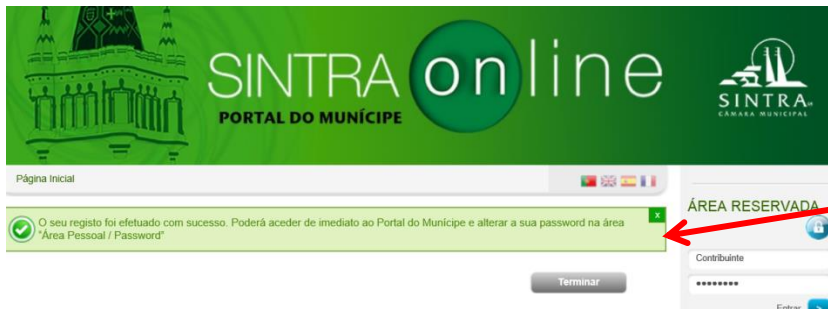 SINTRA online
PORTAL DO MUNÍCIPE
SINTRA
CÂMARA MUNICIPAL
Página Inicial
O seu registo foi efetuado com sucesso. Poderá aceder de imediato ao Portal do Munícipe e alterar a sua password na área
"Área Pessoal / Password"
x
Terminar
ÁREA RESERVADA
Contribuinte
••••••••
Entrar